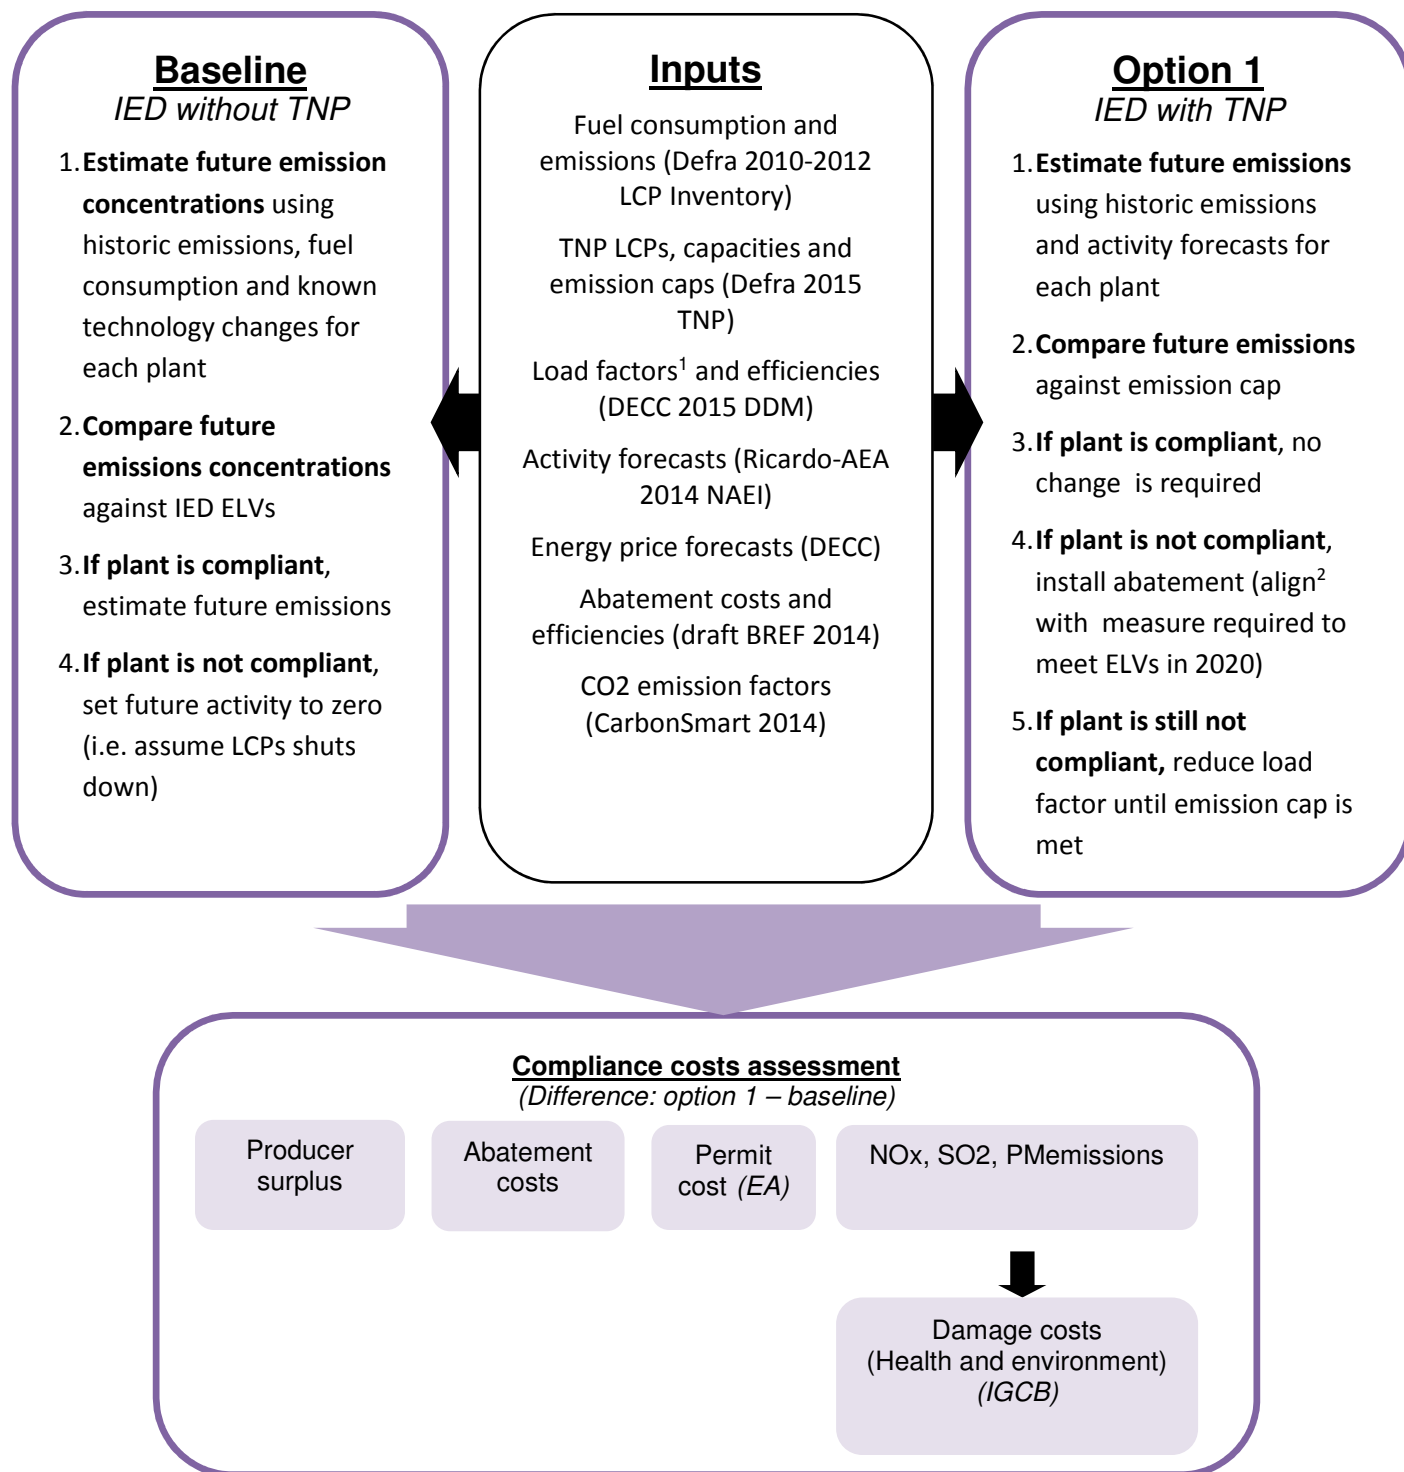 Baseline
IED without TNP
1. Estimate future emission
concentrations using
historic emissions, fuel
consumption and known
technology changes for
each plant
2. Compare future
emissions concentrations
against IED ELVs
3. If plant is compliant,
estimate future emissions
4. If plant is not compliant,
set future activity to zero
(i.e. assume LCPs shuts
down)
Inputs
Fuel consumption and
emissions (Defra 2010-2012
LCP Inventory)
TNP LCPs, capacities and
emission caps (Defra 2015
TNP)
Load factors¹ and efficiencies
(DECC 2015 DDM)
Activity forecasts (Ricardo-AEA
2014 NAEI)
Energy price forecasts (DECC)
Abatement costs and
efficiencies (draft BREF 2014)
CO2 emission factors
(CarbonSmart 2014)
Option 1
IED with TNP
1. Estimate future emissions
using historic emissions
and activity forecasts for
each plant
2. Compare future emissions
against emission cap
3. If plant is compliant, no
change is required
4. If plant is not compliant,
install abatement (align²
with measure required to
meet ELVs in 2020)
5. If plant is still not
compliant, reduce load
factor until emission cap is
met
Compliance costs assessment
(Difference: option 1 – baseline)
Producer
surplus
Abatement
costs
Permit
cost (EA)
NOx, SO2, PMemissions
Damage costs
(Health and environment)
(IGCB)